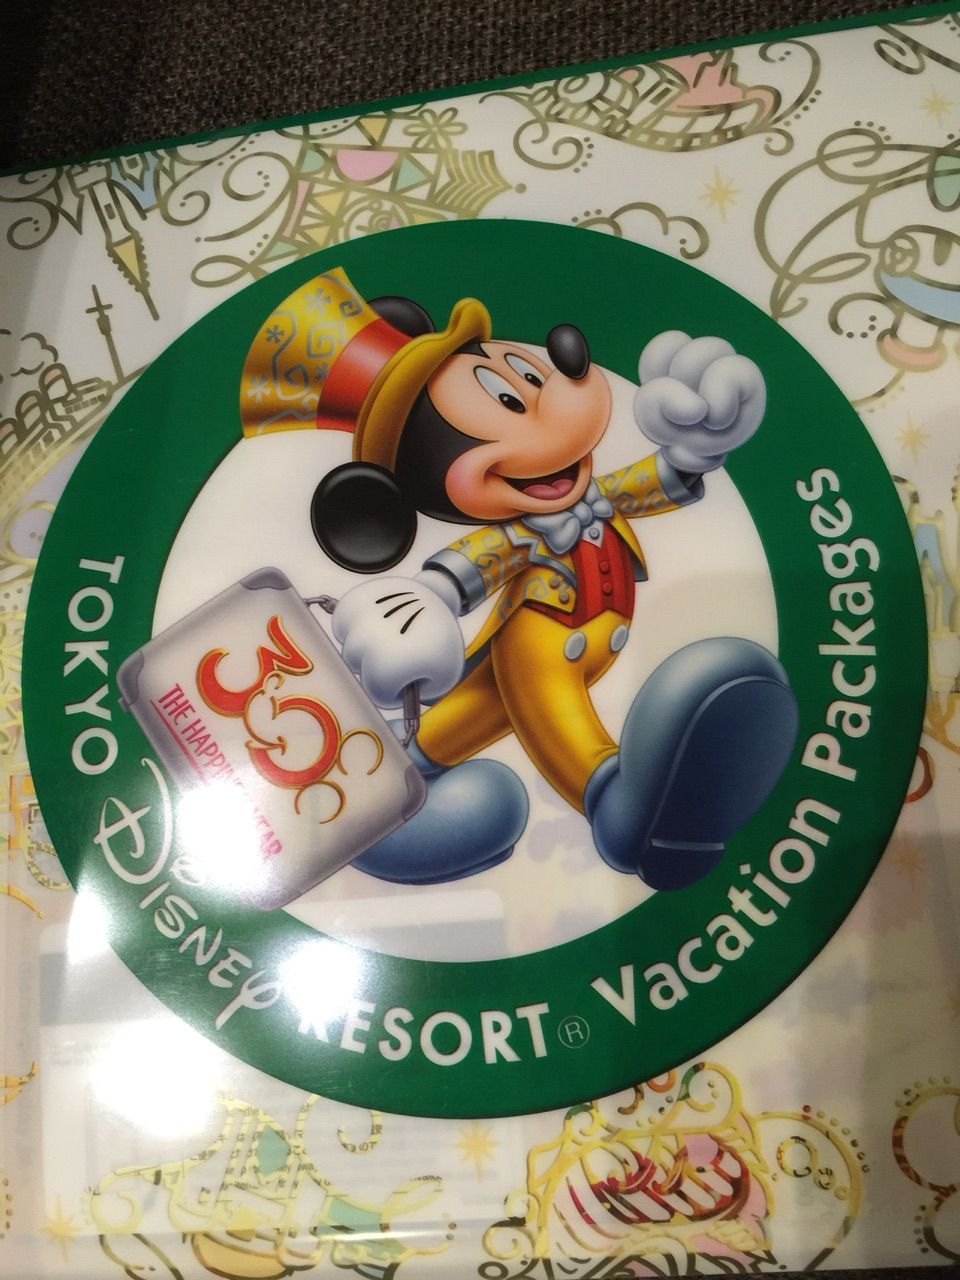 TOKYO DISNEY RESORT® Vacation Packages
30
THE HAPPINESS YEAR